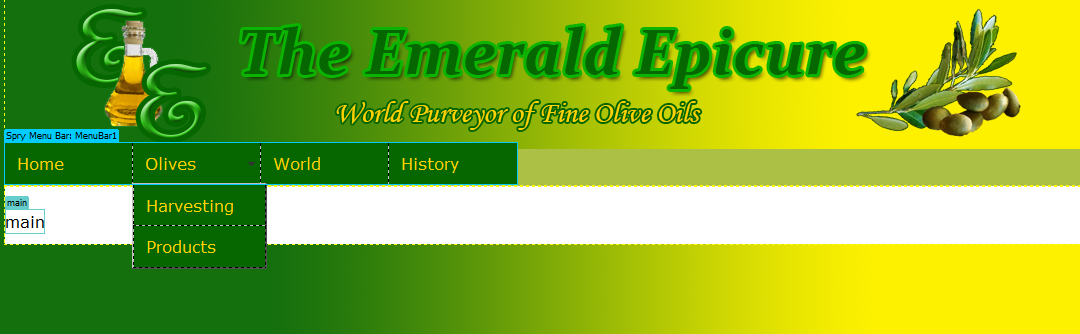 E E
The Emerald Epicure
World Purveyor of Fine Olive Oils
Spry Menu Bar: MenuBar1
Home Olives World History
main
main
Harvesting
Products